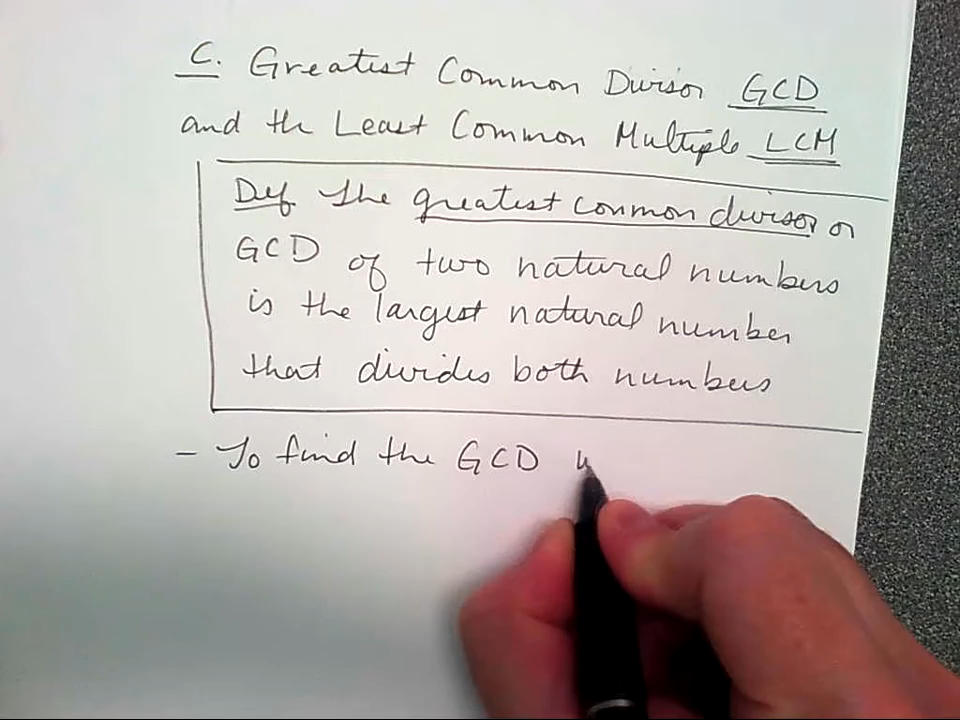 C. Greatest Common Divisor GCD
and the Least Common Multiple LCM
Def The greatest common divisor or
GCD of two natural numbers
is the largest natural number
that divides both numbers
- To find the GCD